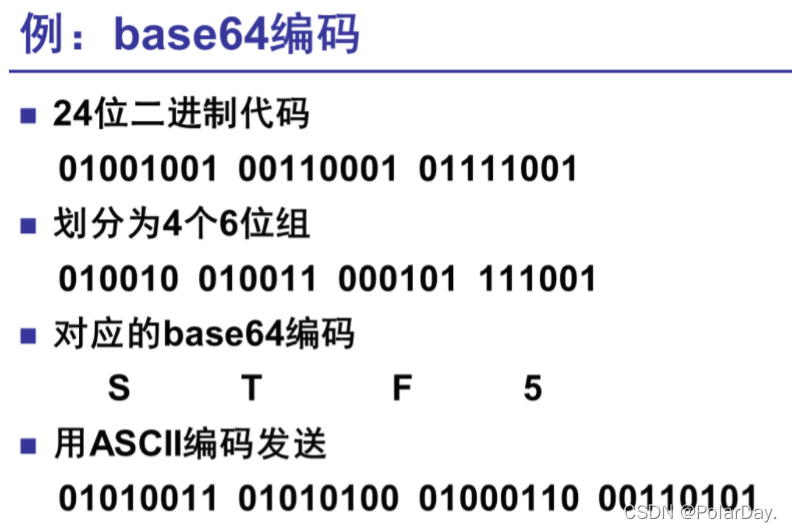 例：base64编码
■ 24位二进制代码
01001001 00110001 01111001
■ 划分为4个6位组
010010 010011 000101 111001
■ 对应的base64编码
S T F 5
■ 用ASCII编码发送
01010011 01010100 01000110 00110101
CSDN @PolarDay.